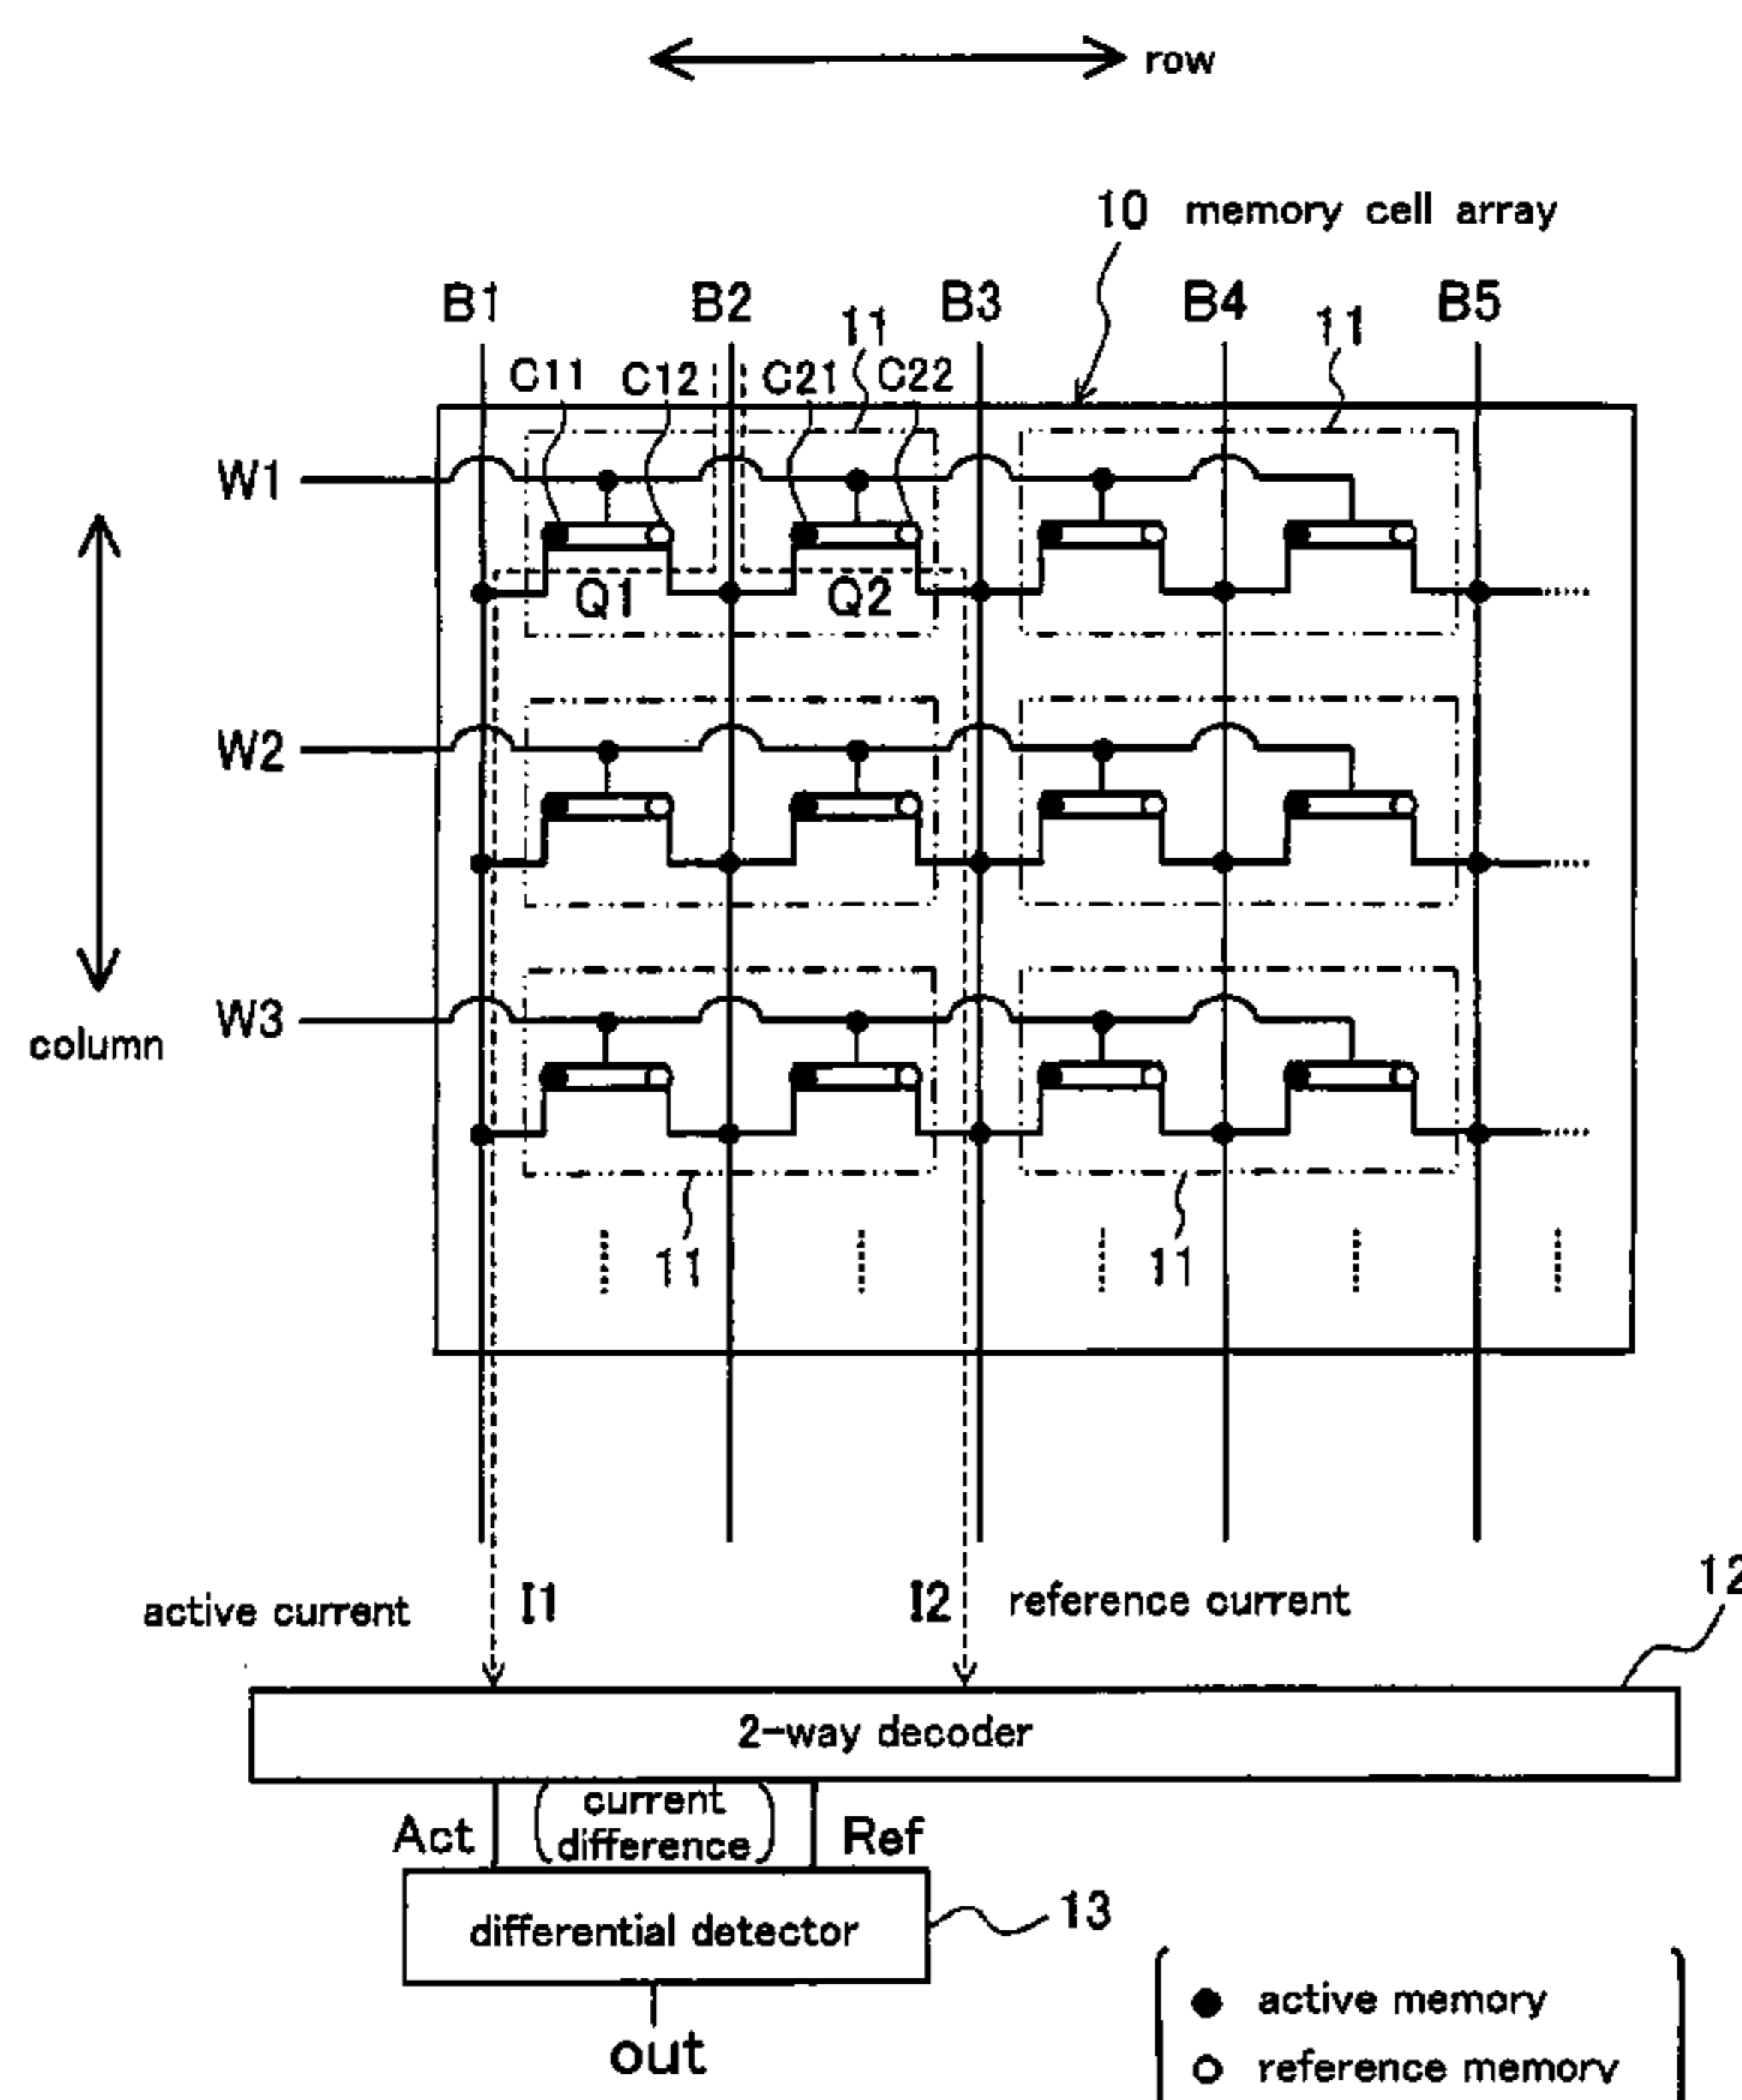 row
10 memory cell array
B1 B2 11 B3 B4 11 B5
C11 C12 C21 C22
W1
Q1 Q2
W2
W3
column
11 11
active current I1 I2 reference current
12
2-way decoder
Act (current difference) Ref
differential detector 13
out
● active memory
○ reference memory